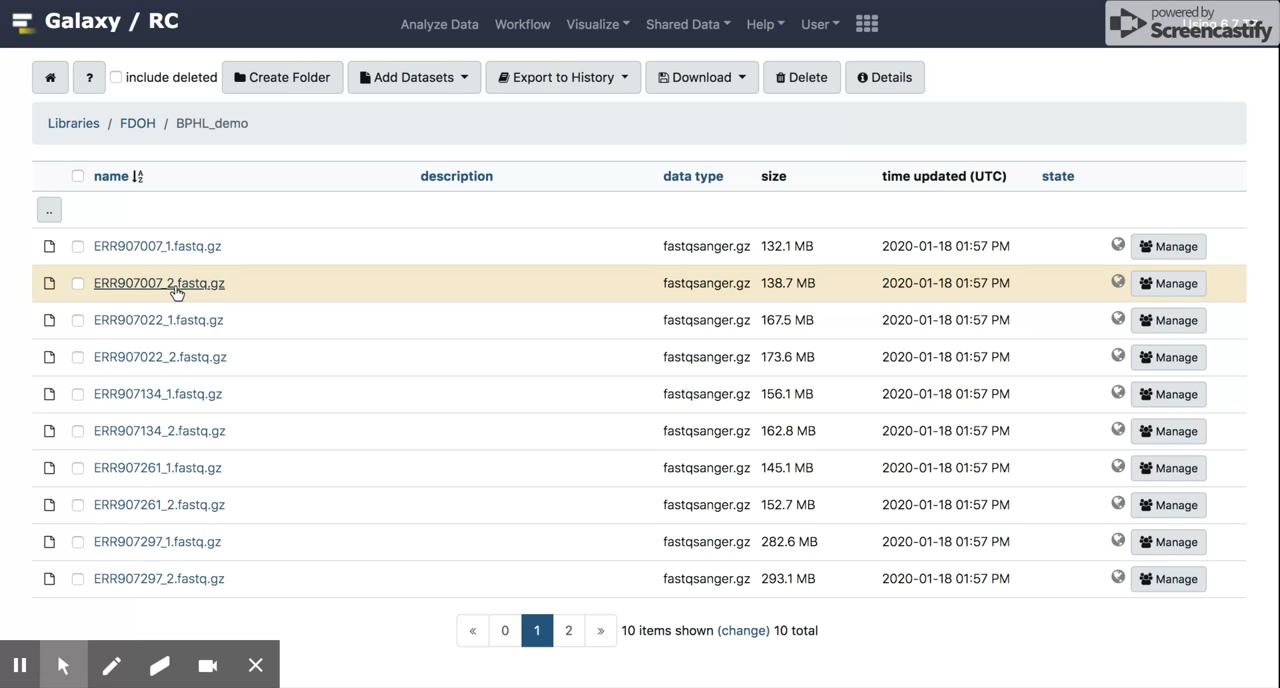 Galaxy / RC
Analyze Data Workflow Visualize Shared Data Help User
powered by
Screencastify
? include deleted Create Folder Add Datasets Export to History Download Delete Details
Libraries / FDOH / BPHL_demo
name description data type size time updated (UTC) state
..
ERR907007_1.fastq.gz fastqsanger.gz 132.1 MB 2020-01-18 01:57 PM Manage
ERR907007_2.fastq.gz fastqsanger.gz 138.7 MB 2020-01-18 01:57 PM Manage
ERR907022_1.fastq.gz fastqsanger.gz 167.5 MB 2020-01-18 01:57 PM Manage
ERR907022_2.fastq.gz fastqsanger.gz 173.6 MB 2020-01-18 01:57 PM Manage
ERR907134_1.fastq.gz fastqsanger.gz 156.1 MB 2020-01-18 01:57 PM Manage
ERR907134_2.fastq.gz fastqsanger.gz 162.8 MB 2020-01-18 01:57 PM Manage
ERR907261_1.fastq.gz fastqsanger.gz 145.1 MB 2020-01-18 01:57 PM Manage
ERR907261_2.fastq.gz fastqsanger.gz 152.7 MB 2020-01-18 01:57 PM Manage
ERR907297_1.fastq.gz fastqsanger.gz 282.6 MB 2020-01-18 01:57 PM Manage
ERR907297_2.fastq.gz fastqsanger.gz 293.1 MB 2020-01-18 01:57 PM Manage
« 0 1 2 » 10 items shown (change) 10 total